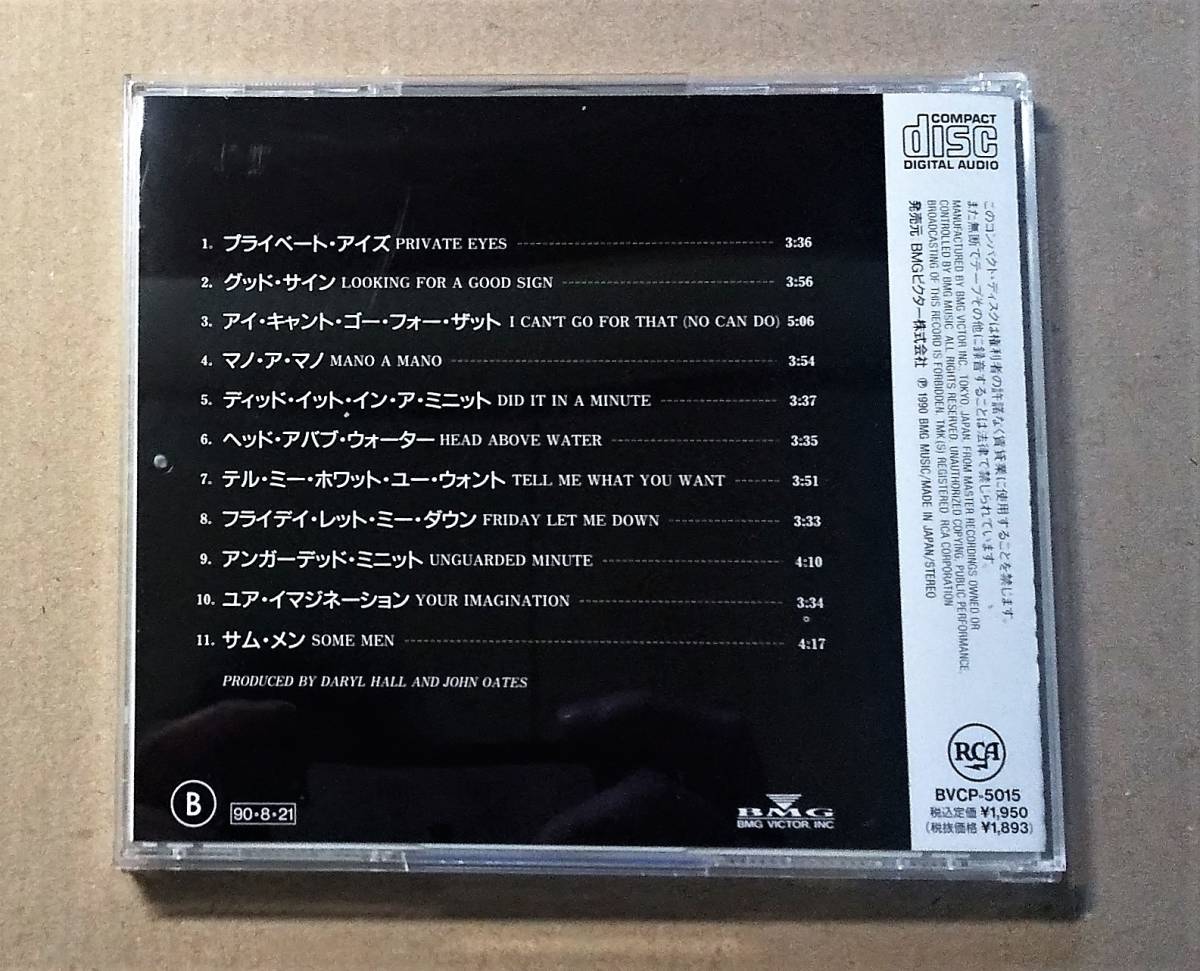 1. プライベート・アイズ PRIVATE EYES 3:36
2. グッド・サイン LOOKING FOR A GOOD SIGN 3:56
3. アイ・キャント・ゴー・フォー・ザット I CAN'T GO FOR THAT (NO CAN DO) 5:06
4. マノ・ア・マノ MANO A MANO 3:54
5. ディッド・イット・イン・ア・ミニット DID IT IN A MINUTE 3:37
6. ヘッド・アバブ・ウォーター HEAD ABOVE WATER 3:35
7. テル・ミー・ホワット・ユー・ウォント TELL ME WHAT YOU WANT 3:51
8. フライデイ・レット・ミー・ダウン FRIDAY LET ME DOWN 3:33
9. アンガーデッド・ミニット UNGUARDED MINUTE 4:10
10. ユア・イマジネーション YOUR IMAGINATION 3:34
11. サム・メン SOME MEN 4:17
PRODUCED BY DARYL HALL AND JOHN OATES
B
90・8・21
BMG
BMG VICTOR, INC.
COMPACT
disc
DIGITAL AUDIO
このコンパクト・ディスクは権利者の許諾なく賃貸業に使用することを禁じます。
また無断でテープその他に録音することは法律で禁じられています。
MANUFACTURED BY BMG VICTOR INC., TOKYO, JAPAN. FROM MASTER RECORDINGS OWNED OR
CONTROLLED BY BMG MUSIC. ALL RIGHTS RESERVED. UNAUTHORIZED COPYING, PUBLIC PERFORMANCE,
BROADCASTING OF THIS RECORD IS FORBIDDEN. TMK(S) REGISTERED, RCA CORPORATION
発売元 BMGビクター株式会社 ℗ 1990 BMG MUSIC/MADE IN JAPAN/STEREO
RCA
BVCP-5015
税込定価 ¥1,950
(税抜価格 ¥1,893)